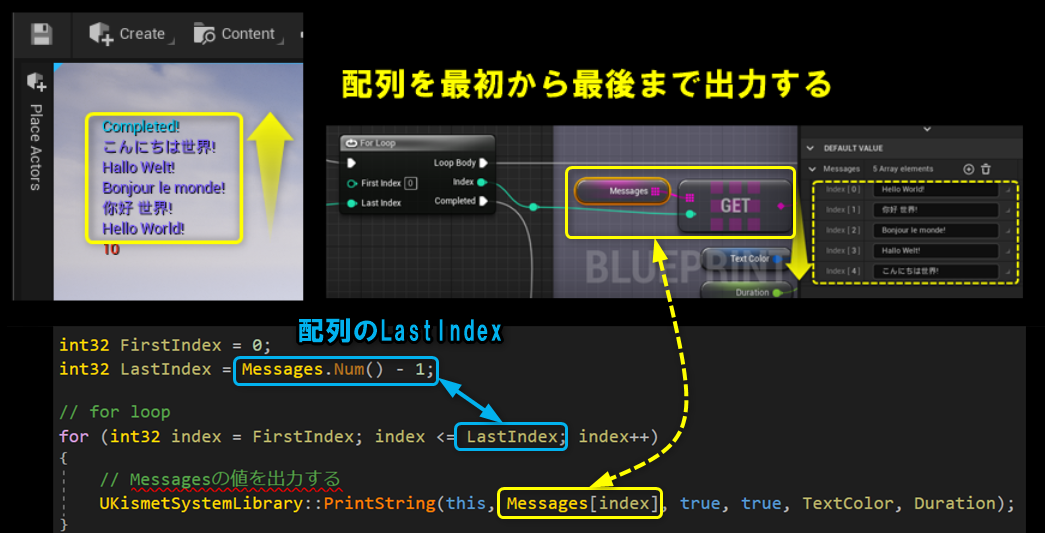 Create
Content
Place Actors
Completed!
こんにちは世界!
Hallo Welt!
Bonjour le monde!
你好 世界!
Hello World!
10
配列を最初から最後まで出力する
For Loop
Loop Body
First Index 0
Index
Last Index
Completed
Messages
GET
Text Color
Duration
BLUEPRINT
DEFAULT VALUE
Messages 5 Array elements
Index [ 0 ] Hello World!
Index [ 1 ] 你好 世界!
Index [ 2 ] Bonjour le monde!
Index [ 3 ] Hallo Welt!
Index [ 4 ] こんにちは世界!
配列のLastIndex
int32 FirstIndex = 0;
int32 LastIndex = Messages.Num() - 1;
// for loop
for (int32 index = FirstIndex; index <= LastIndex; index++)
{
// Messagesの値を出力する
UKismetSystemLibrary::PrintString(this, Messages[index], true, true, TextColor, Duration);
}